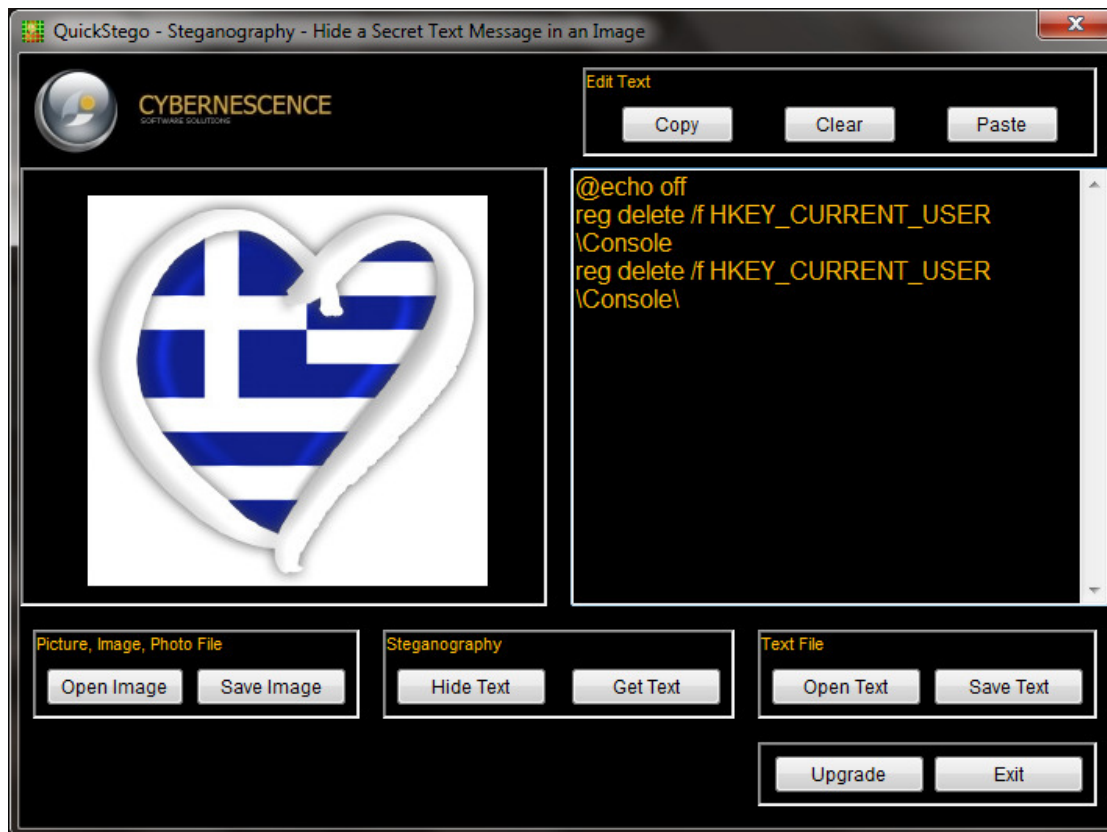 QuickStego - Steganography - Hide a Secret Text Message in an Image
x
CYBERNESCENCE
SOFTWARE SOLUTIONS
Edit Text
Copy
Clear
Paste
@echo off
reg delete /f HKEY_CURRENT_USER
\Console
reg delete /f HKEY_CURRENT_USER
\Console\
Picture, Image, Photo File
Open Image
Save Image
Steganography
Hide Text
Get Text
Text File
Open Text
Save Text
Upgrade
Exit